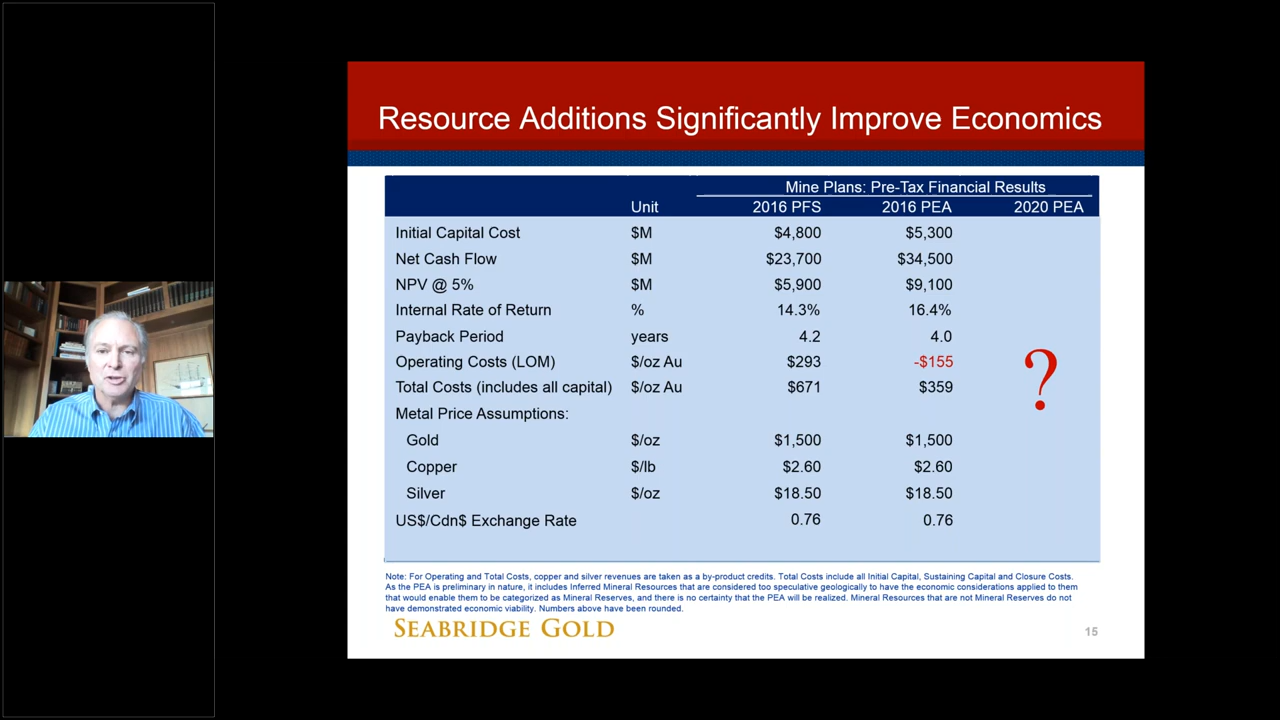 Resource Additions Significantly Improve Economics
Mine Plans: Pre-Tax Financial Results
Unit 2016 PFS 2016 PEA 2020 PEA
Initial Capital Cost $M $4,800 $5,300
Net Cash Flow $M $23,700 $34,500
NPV @ 5% $M $5,900 $9,100
Internal Rate of Return % 14.3% 16.4%
Payback Period years 4.2 4.0
Operating Costs (LOM) $/oz Au $293 -$155
?
Total Costs (includes all capital) $/oz Au $671 $359
Metal Price Assumptions:
Gold $/oz $1,500 $1,500
Copper $/lb $2.60 $2.60
Silver $/oz $18.50 $18.50
US$/Cdn$ Exchange Rate 0.76 0.76
Note: For Operating and Total Costs, copper and silver revenues are taken as a by-product credits. Total Costs include all Initial Capital, Sustaining Capital and Closure Costs.
As the PEA is preliminary in nature, it includes Inferred Mineral Resources that are considered too speculative geologically to have the economic considerations applied to them
that would enable them to be categorized as Mineral Reserves, and there is no certainty that the PEA will be realized. Mineral Resources that are not Mineral Reserves do not
have demonstrated economic viability. Numbers above have been rounded.
SEABRIDGE GOLD
15